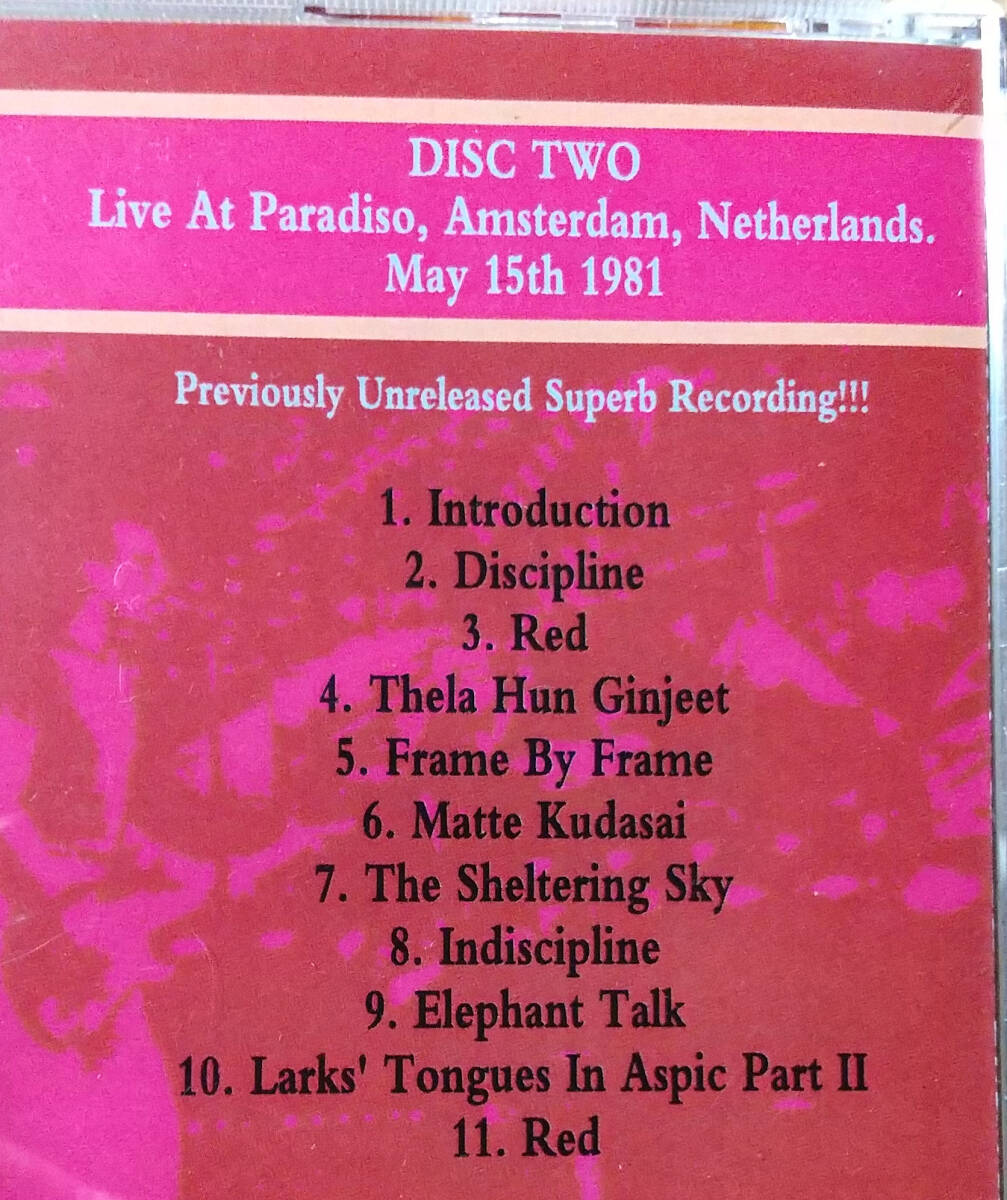 DISC TWO
Live At Paradiso, Amsterdam, Netherlands.
May 15th 1981
Previously Unreleased Superb Recording!!!
1. Introduction
2. Discipline
3. Red
4. Thela Hun Ginjeet
5. Frame By Frame
6. Matte Kudasai
7. The Sheltering Sky
8. Indiscipline
9. Elephant Talk
10. Larks' Tongues In Aspic Part II
11. Red